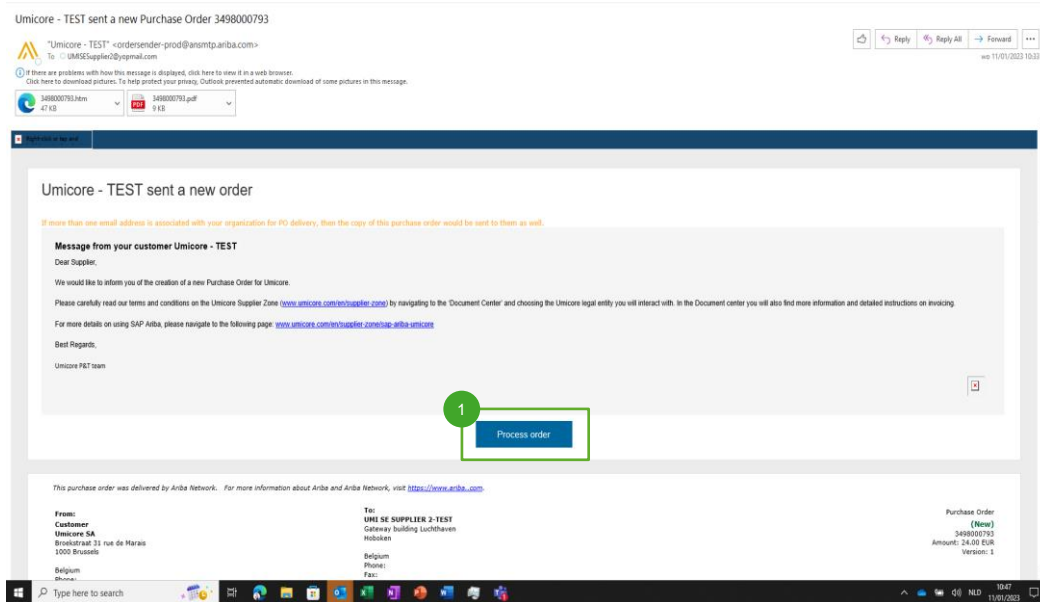 Umicore - TEST sent a new Purchase Order 3498000793
"Umicore - TEST" <ordersender-prod@ansmtp.ariba.com>
To UMISESupplier2@yopmail.com
Reply
Reply All
Forward
wo 11/01/2023 10:33
If there are problems with how this message is displayed, click here to view it in a web browser.
Click here to download pictures. To help protect your privacy, Outlook prevented automatic download of some pictures in this message.
3498000793.htm
47 KB
PDF
3498000793.pdf
9 KB
Umicore - TEST sent a new order
If more than one email address is associated with your organization for PO delivery, then the copy of this purchase order would be sent to them as well.
Message from your customer Umicore - TEST
Dear Supplier,
We would like to inform you of the creation of a new Purchase Order for Umicore.
Please carefully read our terms and conditions on the Umicore Supplier Zone (www.umicore.com/en/supplier-zone) by navigating to the 'Document Center' and choosing the Umicore legal entity you will interact with. In the Document center you will also find more information and detailed instructions on invoicing.
For more details on using SAP Ariba, please navigate to the following page: www.umicore.com/en/supplier-zone/sap-ariba-umicore
Best Regards,
Umicore P&T team
1
Process order
This purchase order was delivered by Ariba Network. For more information about Ariba and Ariba Network, visit https://www.ariba..com.
From:
Customer
Umicore SA
Broekstraat 31 rue de Marais
1000 Brussels
Belgium
Phone:
To:
UMI SE SUPPLIER 2-TEST
Gateway building Luchthaven
Hoboken
Belgium
Phone:
Fax:
Purchase Order
(New)
3498000793
Amount: 24.00 EUR
Version: 1
Type here to search
NLD
10:47
11/01/2023